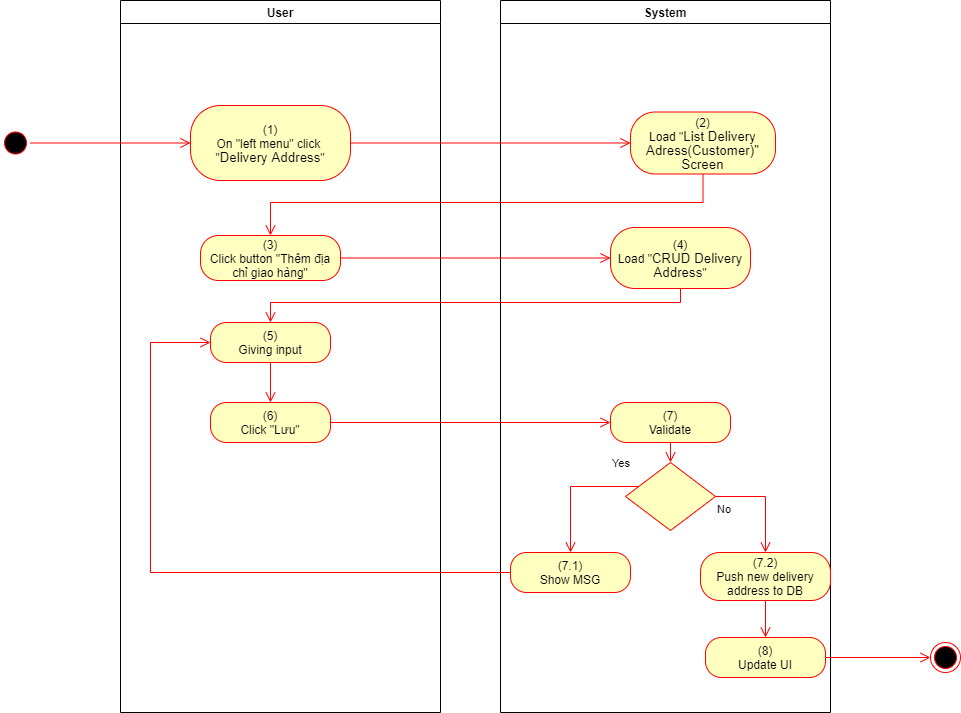 User
System
(1)
On "left menu" click
"Delivery Address"
(2)
Load "List Delivery
Adress(Customer)"
Screen
(3)
Click button "Thêm địa
chỉ giao hàng"
(4)
Load "CRUD Delivery
Address"
(5)
Giving input
(6)
Click "Lưu"
(7)
Validate
Yes
No
(7.1)
Show MSG
(7.2)
Push new delivery
address to DB
(8)
Update UI